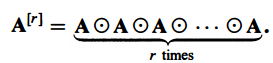 A^[r] = A ⊙ A ⊙ A ⊙ ⋯ ⊙ A.
r times